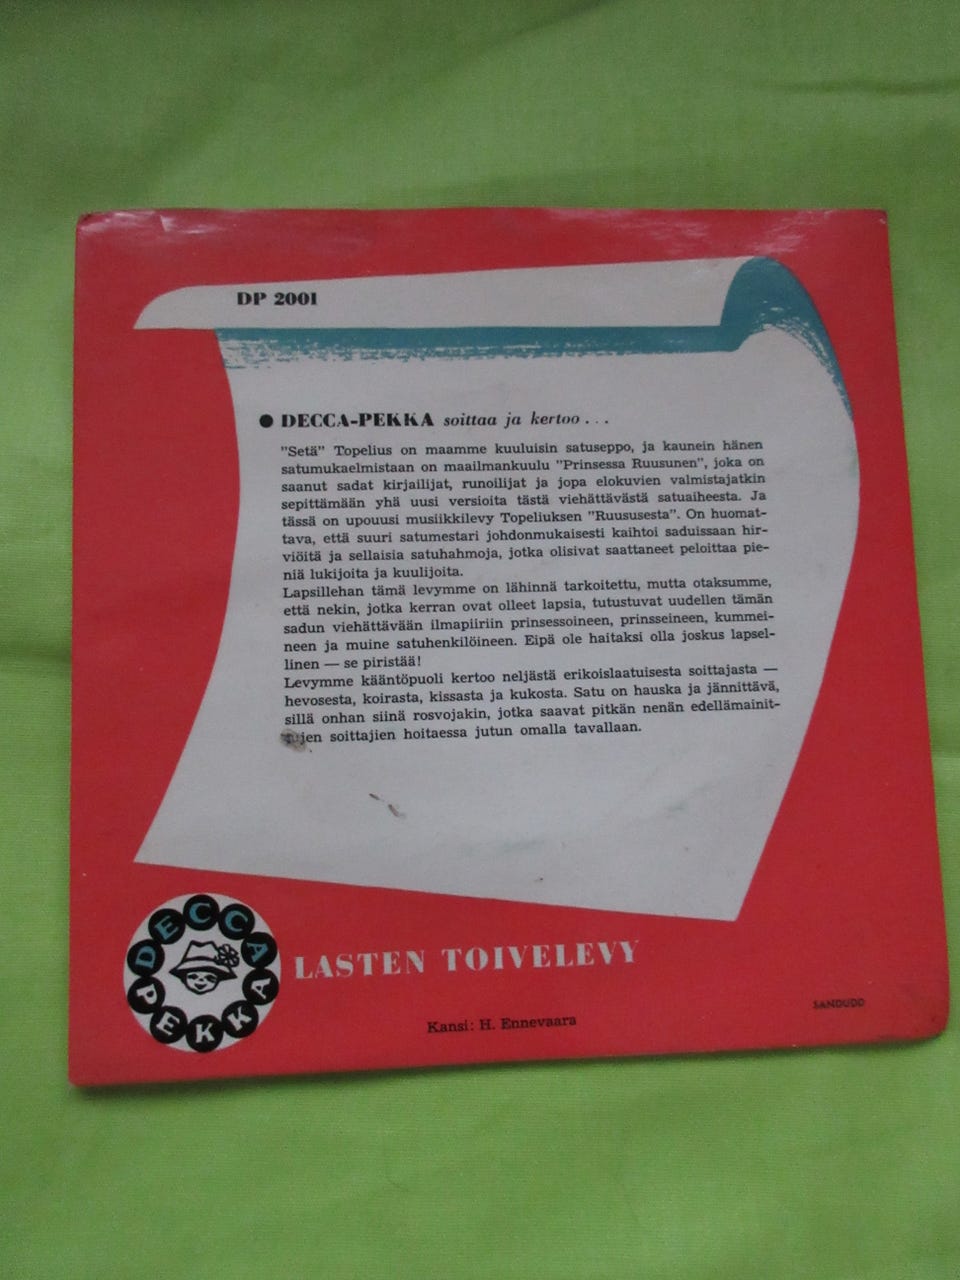 DP 2001
● DECCA-PEKKA soittaa ja kertoo . . .
"Setä" Topelius on maamme kuuluisin satuseppo, ja kaunein hänen
satumukaelmistaan on maailmankuulu "Prinsessa Ruusunen", joka on
saanut sadat kirjailijat, runoilijat ja jopa elokuvien valmistajatkin
sepittämään yhä uusi versioita tästä viehättävästä satuaiheesta. Ja
tässä on upouusi musiikkilevy Topeliuksen "Ruususesta". On huomat-
tava, että suuri satumestari johdonmukaisesti kaihtoi saduissaan hir-
viöitä ja sellaisia satuhahmoja, jotka olisivat saattaneet peloittaa pie-
niä lukijoita ja kuulijoita.
Lapsillehan tämä levymme on lähinnä tarkoitettu, mutta otaksumme,
että nekin, jotka kerran ovat olleet lapsia, tutustuvat uudellen tämän
sadun viehättävään ilmapiiriin prinsessoineen, prinsseineen, kummei-
neen ja muine satuhenkilöineen. Eipä ole haitaksi olla joskus lapsel-
linen — se piristää!
Levymme kääntöpuoli kertoo neljästä erikoislaatuisesta soittajasta —
hevosesta, koirasta, kissasta ja kukosta. Satu on hauska ja jännittävä,
sillä onhan siinä rosvojakin, jotka saavat pitkän nenän edellämainit-
tujen soittajien hoitaessa jutun omalla tavallaan.
DECCA
PEKKA
LASTEN TOIVELEVY
SANDUDD
Kansi: H. Ennevaara